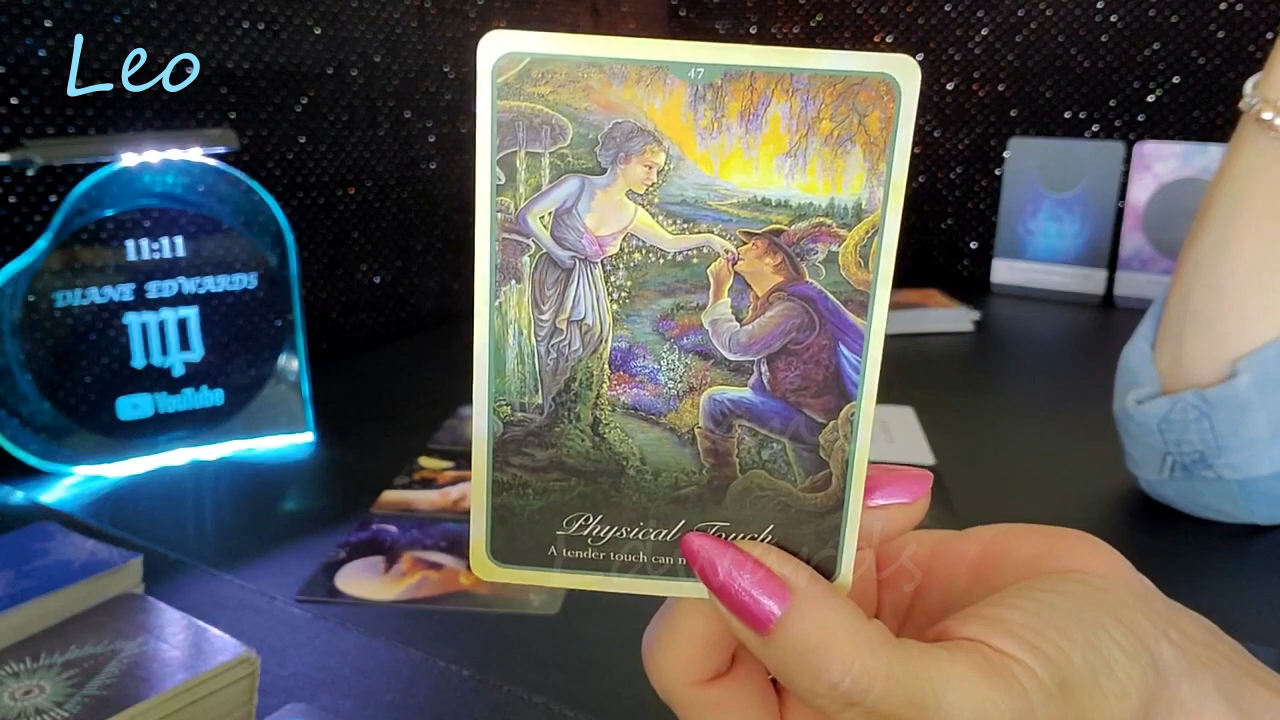 Leo
47
11:11
DIANE EDWARDS
YouTube
Physical Touch
A tender touch can